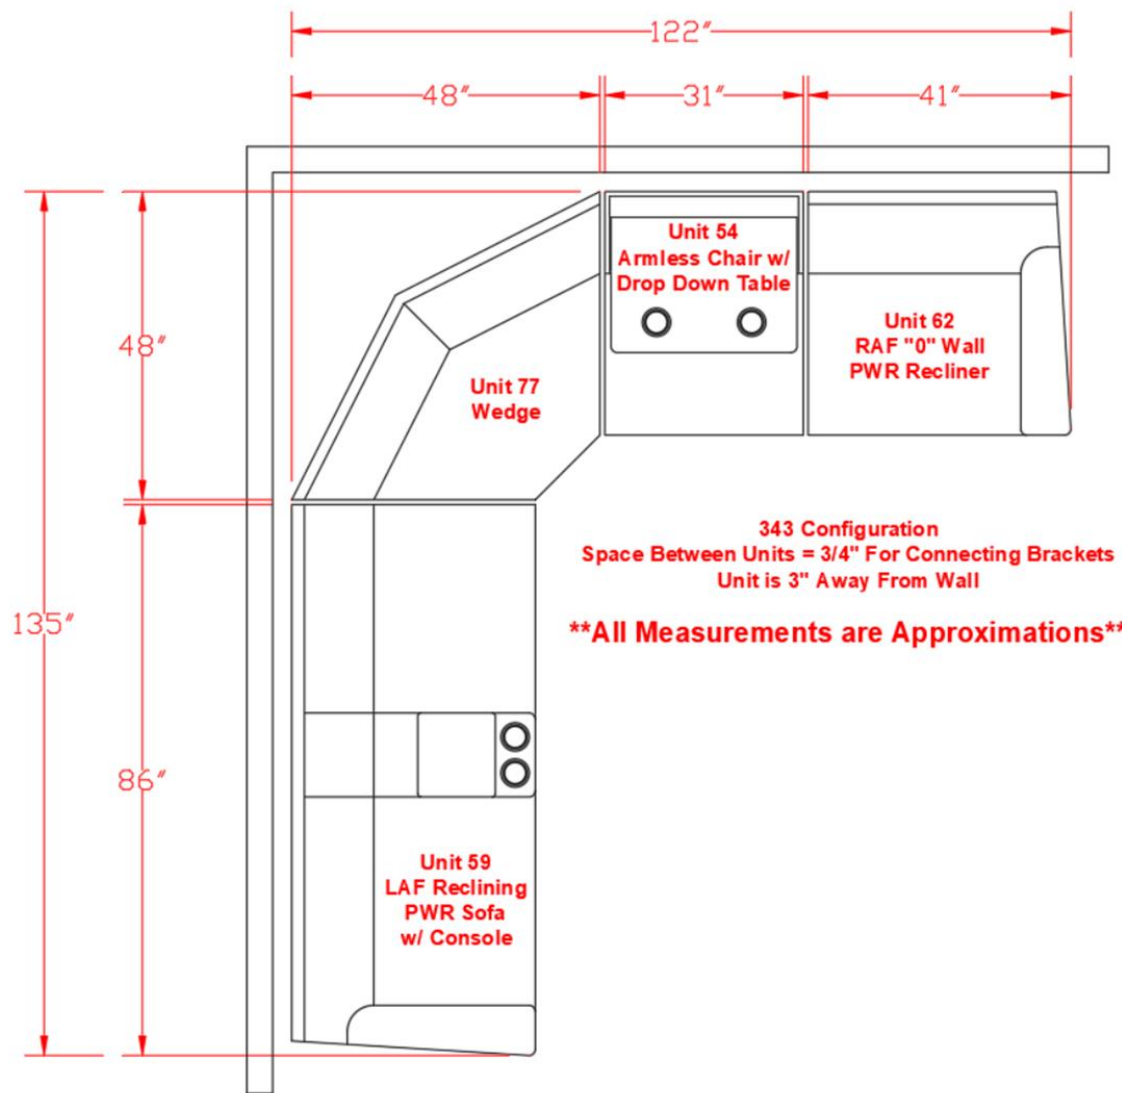 122"
48"
31"
41"
Unit 54
Armless Chair w/
Drop Down Table
Unit 62
RAF "0" Wall
PWR Recliner
48"
Unit 77
Wedge
343 Configuration
Space Between Units = 3/4" For Connecting Brackets
Unit is 3" Away From Wall
135"
**All Measurements are Approximations**
86"
Unit 59
LAF Reclining
PWR Sofa
w/ Console